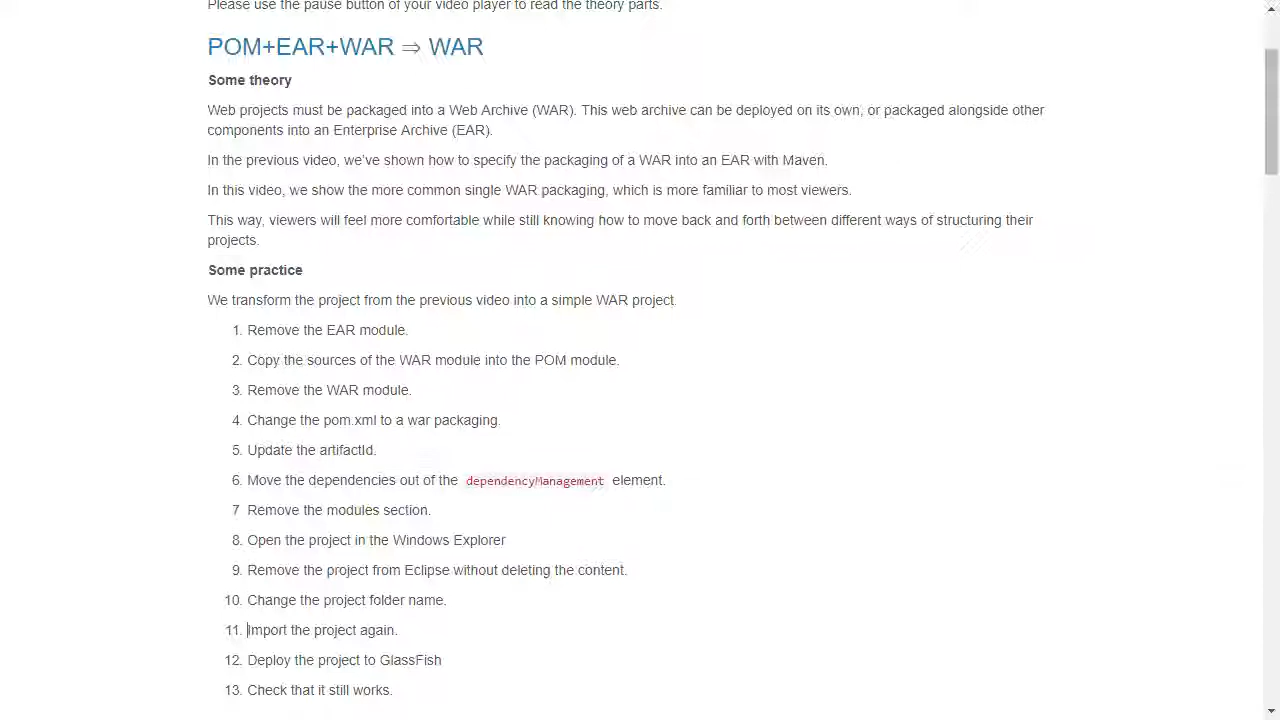 Please use the pause button of your video player to read the theory parts.
POM+EAR+WAR ⇒ WAR
Some theory
Web projects must be packaged into a Web Archive (WAR). This web archive can be deployed on its own, or packaged alongside other
components into an Enterprise Archive (EAR).
In the previous video, we've shown how to specify the packaging of a WAR into an EAR with Maven.
In this video, we show the more common single WAR packaging, which is more familiar to most viewers.
This way, viewers will feel more comfortable while still knowing how to move back and forth between different ways of structuring their
projects.
Some practice
We transform the project from the previous video into a simple WAR project.
1. Remove the EAR module.
2. Copy the sources of the WAR module into the POM module.
3. Remove the WAR module.
4. Change the pom.xml to a war packaging.
5. Update the artifactId.
6. Move the dependencies out of the dependencyManagement element.
7 Remove the modules section.
8. Open the project in the Windows Explorer
9. Remove the project from Eclipse without deleting the content.
10. Change the project folder name.
11. Import the project again.
12. Deploy the project to GlassFish
13. Check that it still works.